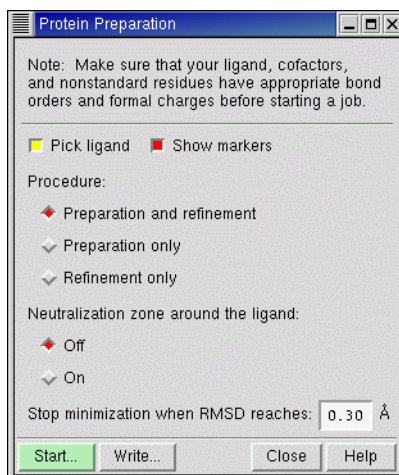 Protein Preparation
Note: Make sure that your ligand, cofactors,
and nonstandard residues have appropriate bond
orders and formal charges before starting a job.
Pick ligand Show markers
Procedure:
Preparation and refinement
Preparation only
Refinement only
Neutralization zone around the ligand:
Off
On
Stop minimization when RMSD reaches: 0.30 Å
Start... Write... Close Help